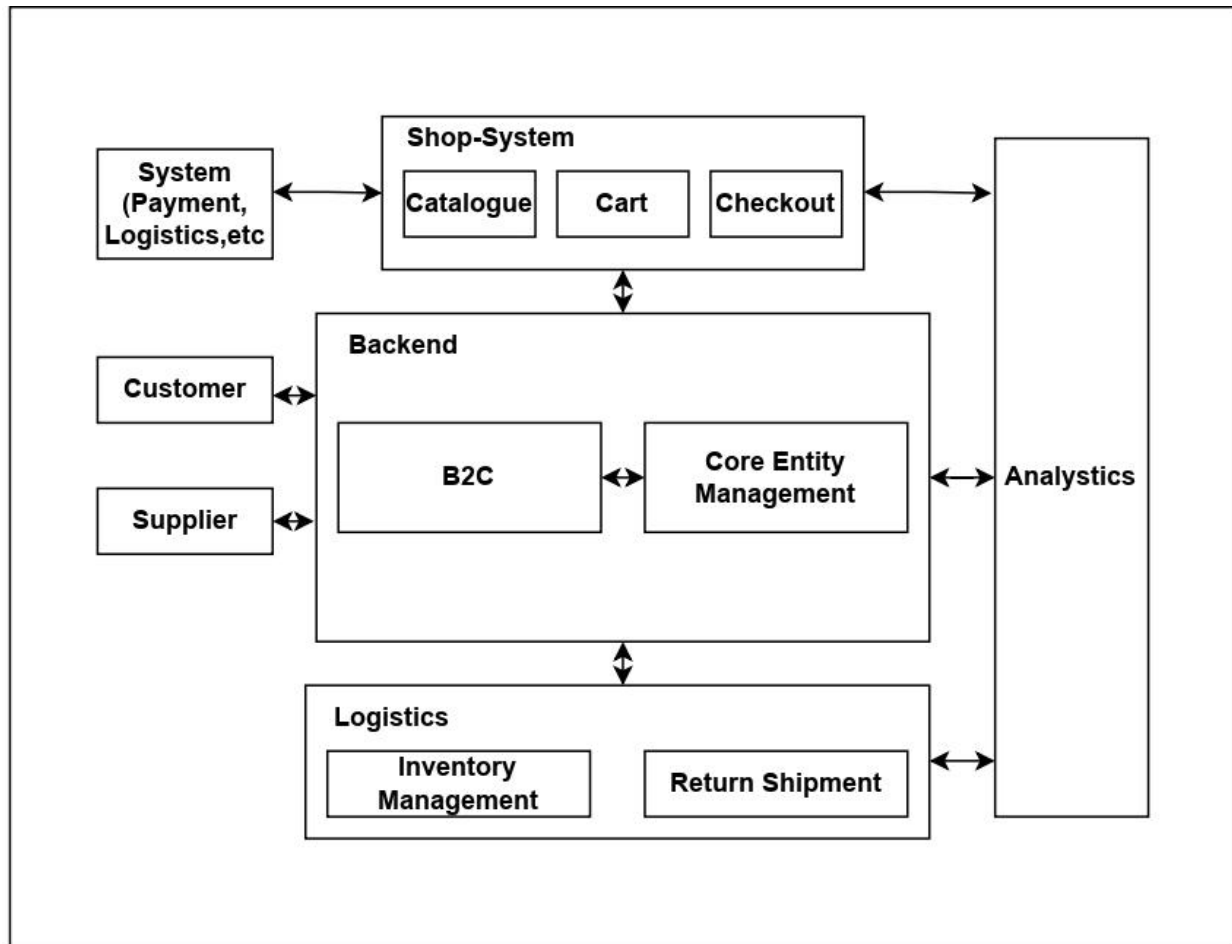 Shop-System
System
(Payment,
Logistics,etc
Catalogue
Cart
Checkout
Backend
Customer
B2C
Core Entity
Management
Analystics
Supplier
Logistics
Inventory
Management
Return Shipment